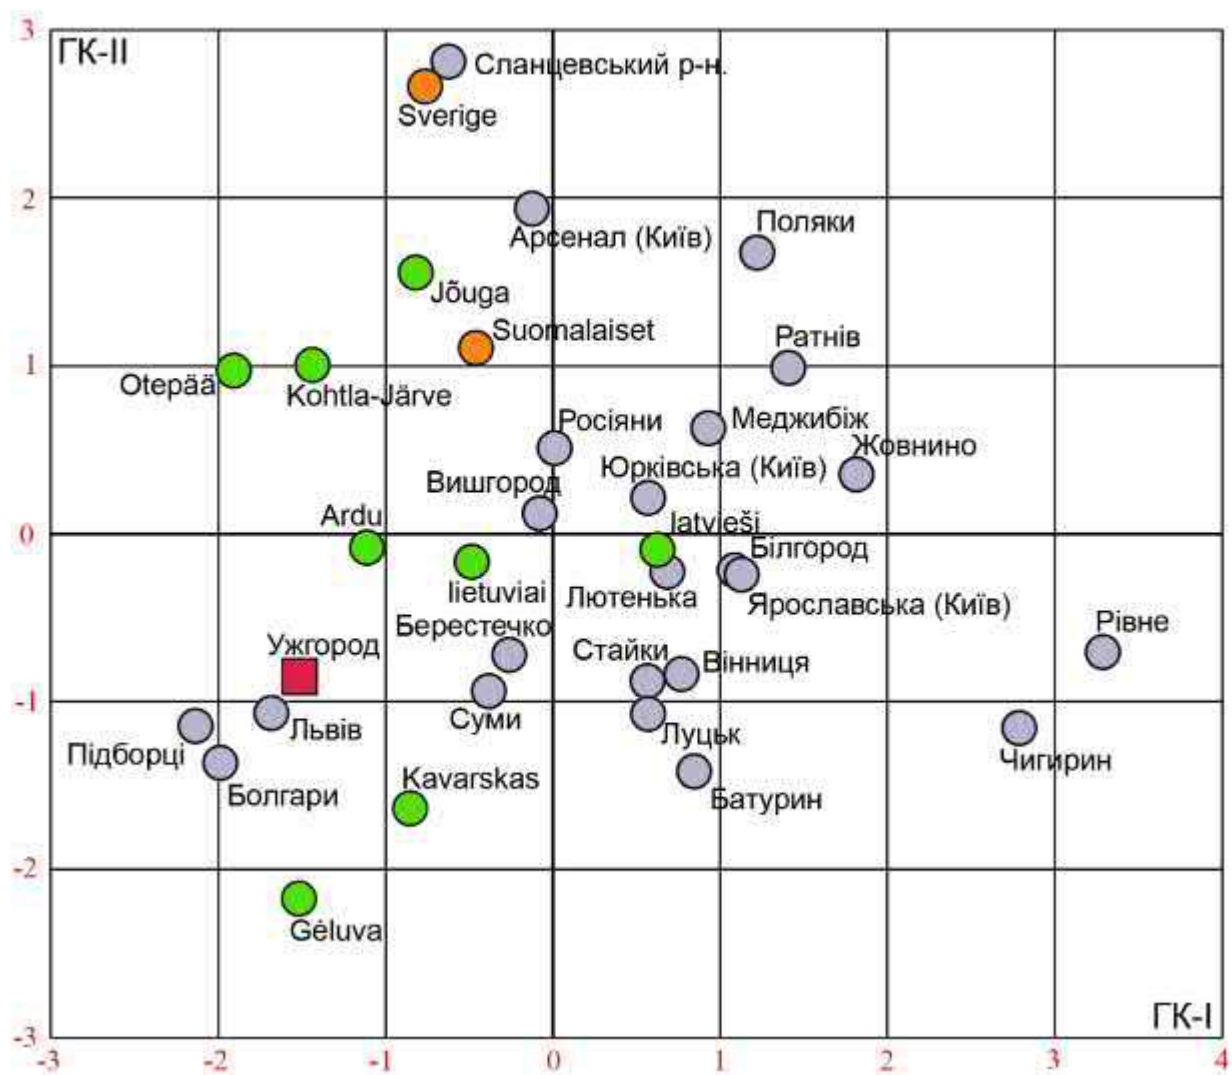 3
ГК-II
Сланцевський р-н.
Sverige
2
Арсенал (Київ)
Поляки
Jõuga
Suomalaiset
Ратнів
1
Otepää
Kohtla-Järve
Росіяни
Меджибіж
Жовнино
Вишгород
Юрківська (Київ)
Ardu
latvieši
0
Білгород
lietuviai
Лютенька
Ярославська (Київ)
Берестечко
Рівне
Ужгород
Стайки
Вінниця
-1
Суми
Львів
Луцьк
Підборці
Чигирин
Kavarskas
Болгари
Батурин
-2
Gėluva
ГК-I
-3
-3 -2 -1 0 1 2 3 4